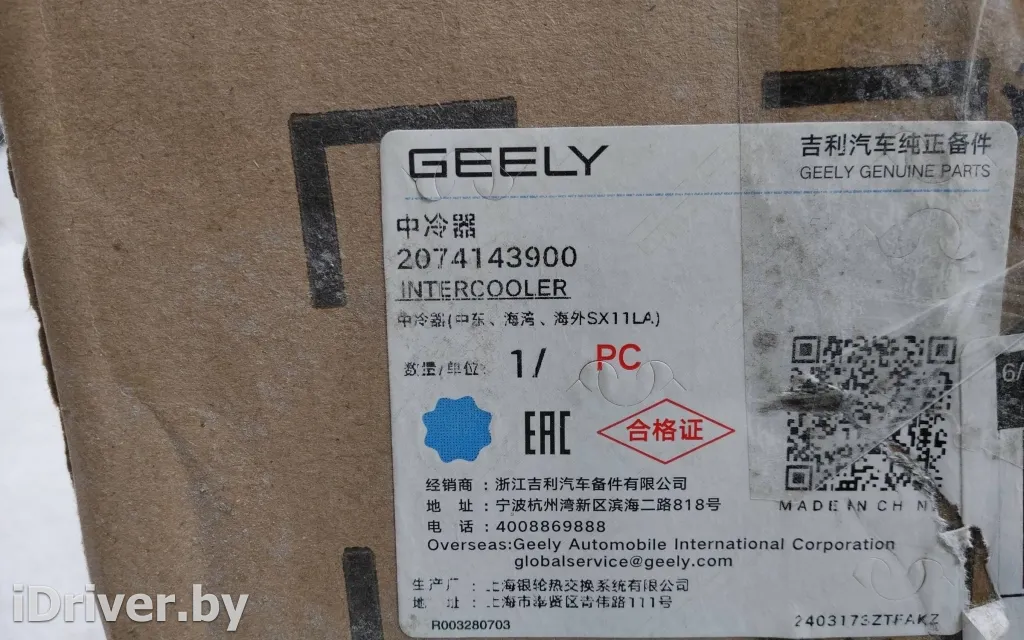 GEELY
吉利汽车纯正备件
GEELY GENUINE PARTS
中冷器
2074143900
INTERCOOLER
中冷器(中东、海湾、海外SX11LA)
数量/单位: 1/ PC
EAC
合格证
经销商 : 浙江吉利汽车备件有限公司
地 址 : 宁波杭州湾新区滨海二路818号
电 话 : 4008869888
MADE IN CHIN
Overseas:Geely Automobile International Corporation
globalservice@geely.com
生产厂 : 上海银轮热交换系统有限公司
地 址 : 上海市奉贤区青伟路111号
R003280703
6/
iDriver.by